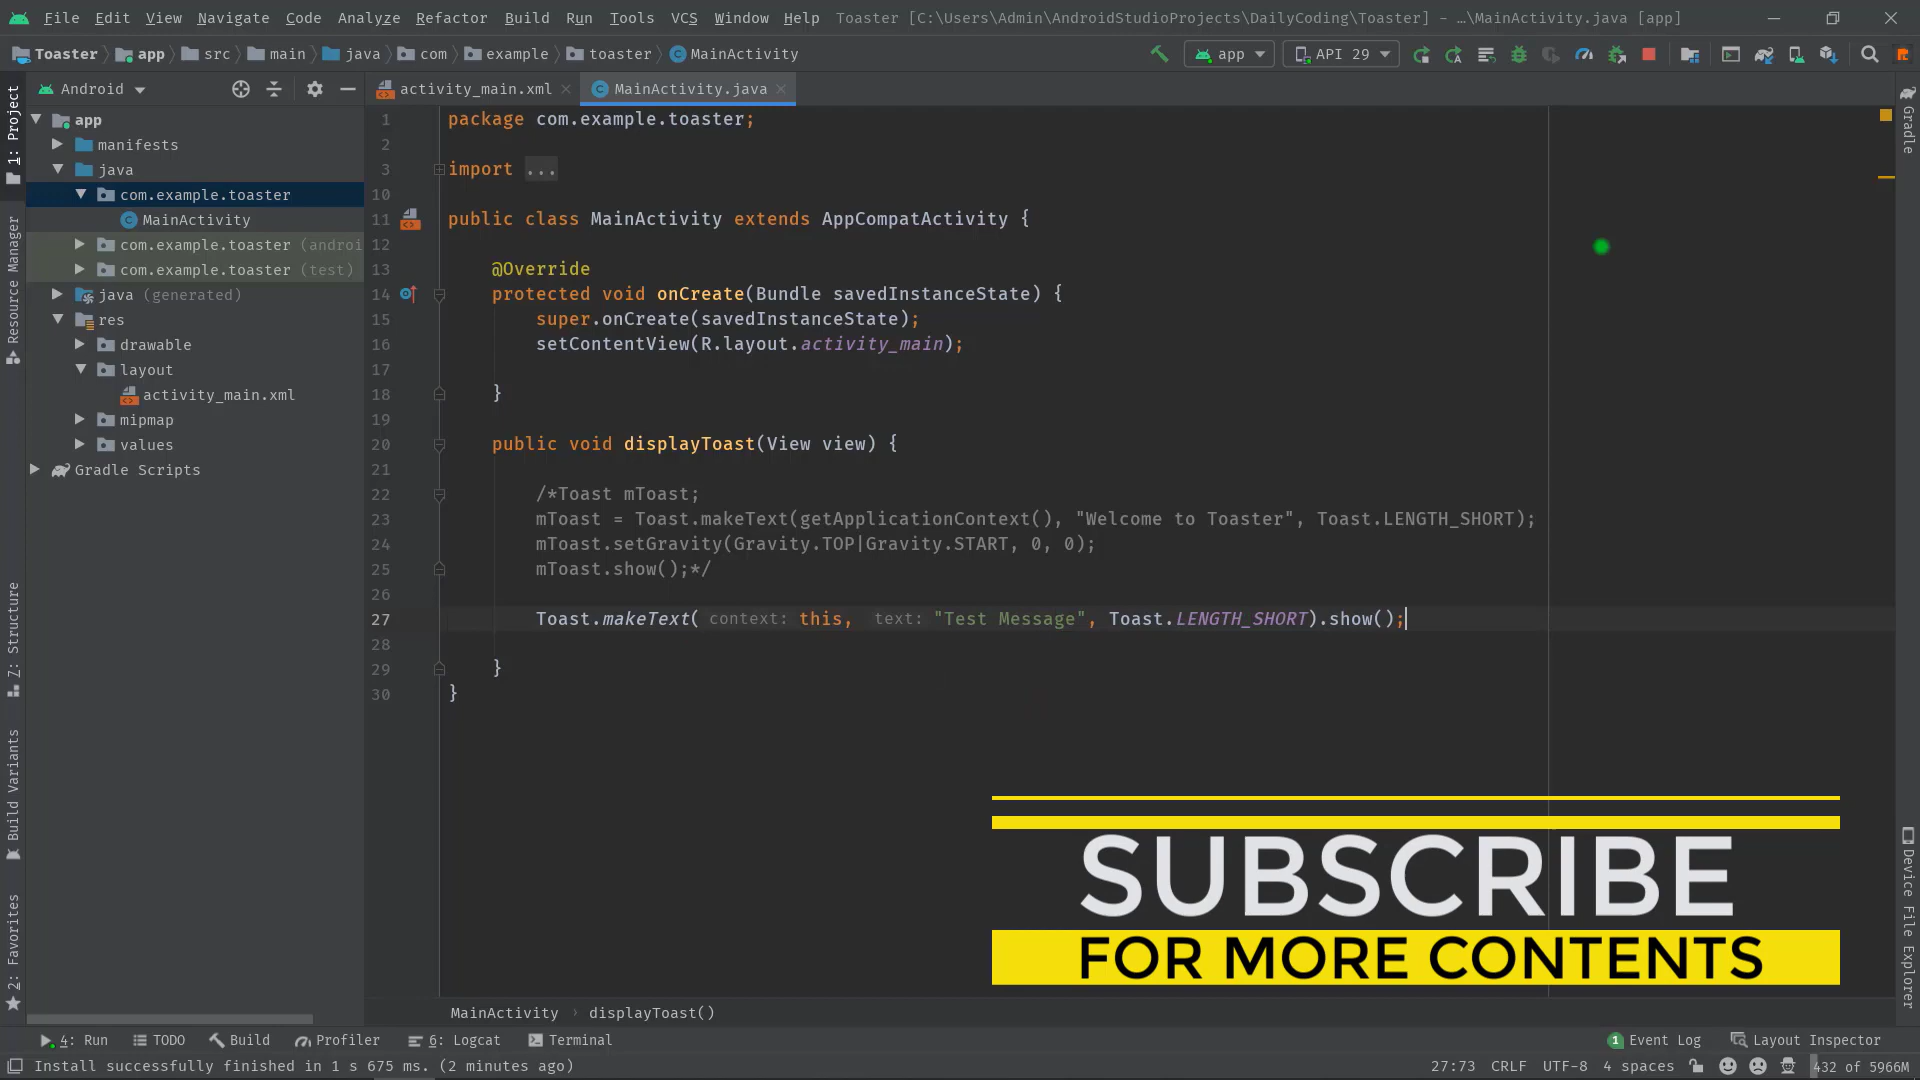 File Edit View Navigate Code Analyze Refactor Build Run Tools VCS Window Help Toaster [C:\Users\Admin\AndroidStudioProjects\DailyCoding\Toaster] - ...\MainActivity.java [app]
Toaster app src main java com example toaster MainActivity app API 29
Android
activity_main.xml
MainActivity.java
1: Project
Resource Manager
Z: Structure
Build Variants
2: Favorites
app
manifests
java
com.example.toaster
MainActivity
com.example.toaster (androi
com.example.toaster (test)
java (generated)
res
drawable
layout
activity_main.xml
mipmap
values
Gradle Scripts
1 package com.example.toaster;
2
3 import ...
10
11 public class MainActivity extends AppCompatActivity {
12
13 @Override
14 protected void onCreate(Bundle savedInstanceState) {
15 super.onCreate(savedInstanceState);
16 setContentView(R.layout.activity_main);
17
18 }
19
20 public void displayToast(View view) {
21
22 /*Toast mToast;
23 mToast = Toast.makeText(getApplicationContext(), "Welcome to Toaster", Toast.LENGTH_SHORT);
24 mToast.setGravity(Gravity.TOP|Gravity.START, 0, 0);
25 mToast.show();*/
26
27 Toast.makeText( context: this, text: "Test Message", Toast.LENGTH_SHORT).show();
28
29 }
30 }
Gradle
Device File Explorer
SUBSCRIBE
FOR MORE CONTENTS
MainActivity › displayToast()
4: Run TODO Build Profiler 6: Logcat Terminal 1 Event Log Layout Inspector
Install successfully finished in 1 s 675 ms. (2 minutes ago) 27:73 CRLF UTF-8 4 spaces 432 of 5966M